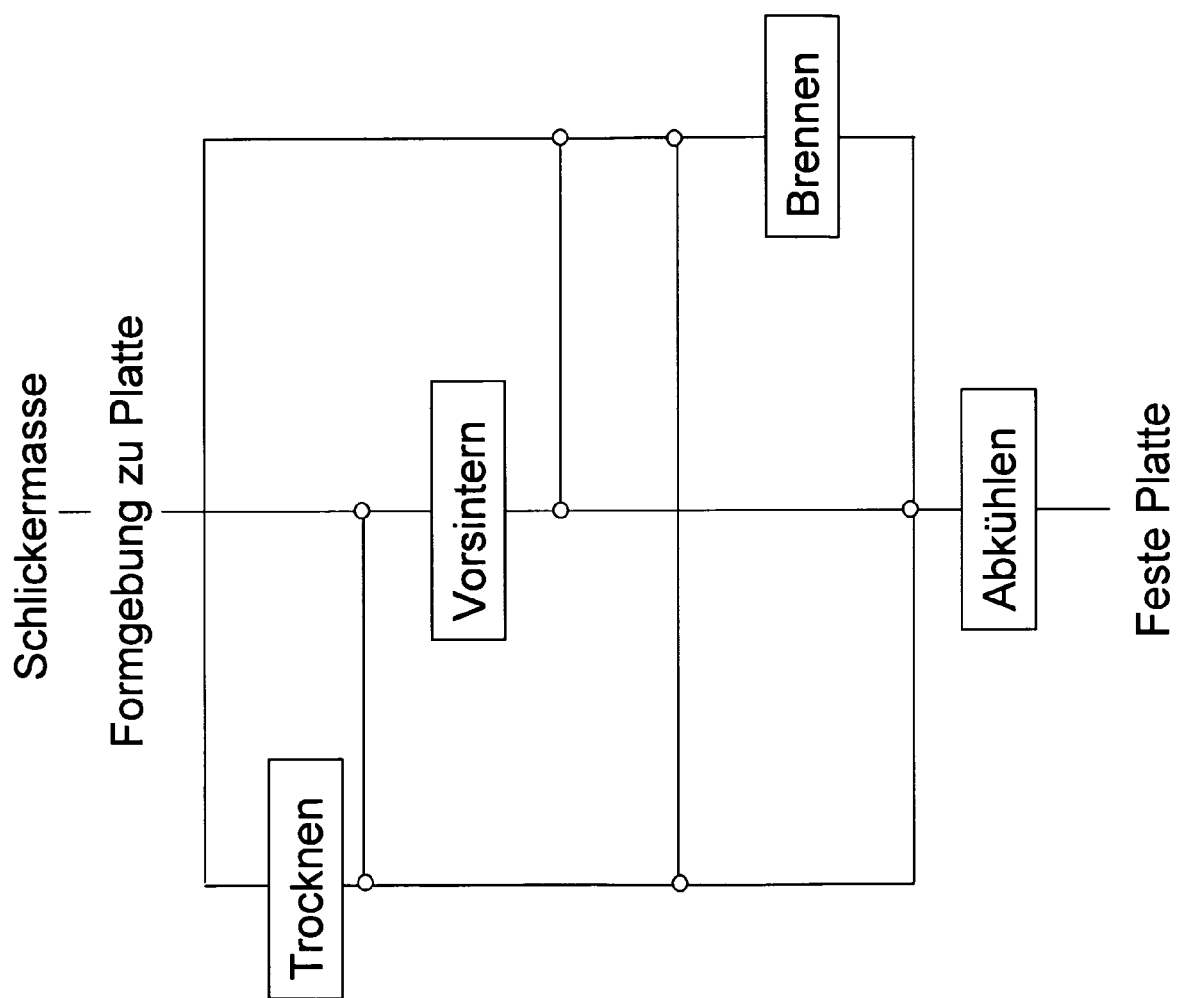 Schlickermasse
Formgebung zu Platte
Trocknen
Vorsintern
Brennen
Abkühlen
Feste Platte